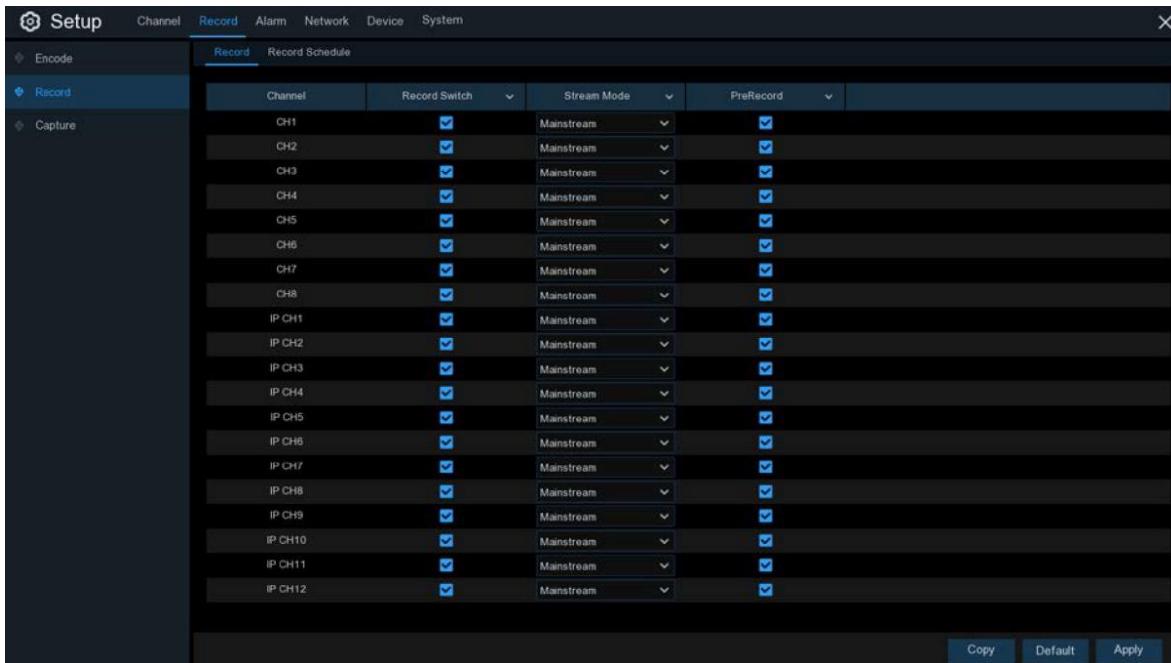 Setup Channel Record Alarm Network Device System
Encode
Record
Capture
Record Record Schedule
Channel Record Switch Stream Mode PreRecord
CH1 Mainstream
CH2 Mainstream
CH3 Mainstream
CH4 Mainstream
CH5 Mainstream
CH6 Mainstream
CH7 Mainstream
CH8 Mainstream
IP CH1 Mainstream
IP CH2 Mainstream
IP CH3 Mainstream
IP CH4 Mainstream
IP CH5 Mainstream
IP CH6 Mainstream
IP CH7 Mainstream
IP CH8 Mainstream
IP CH9 Mainstream
IP CH10 Mainstream
IP CH11 Mainstream
IP CH12 Mainstream
Copy Default Apply